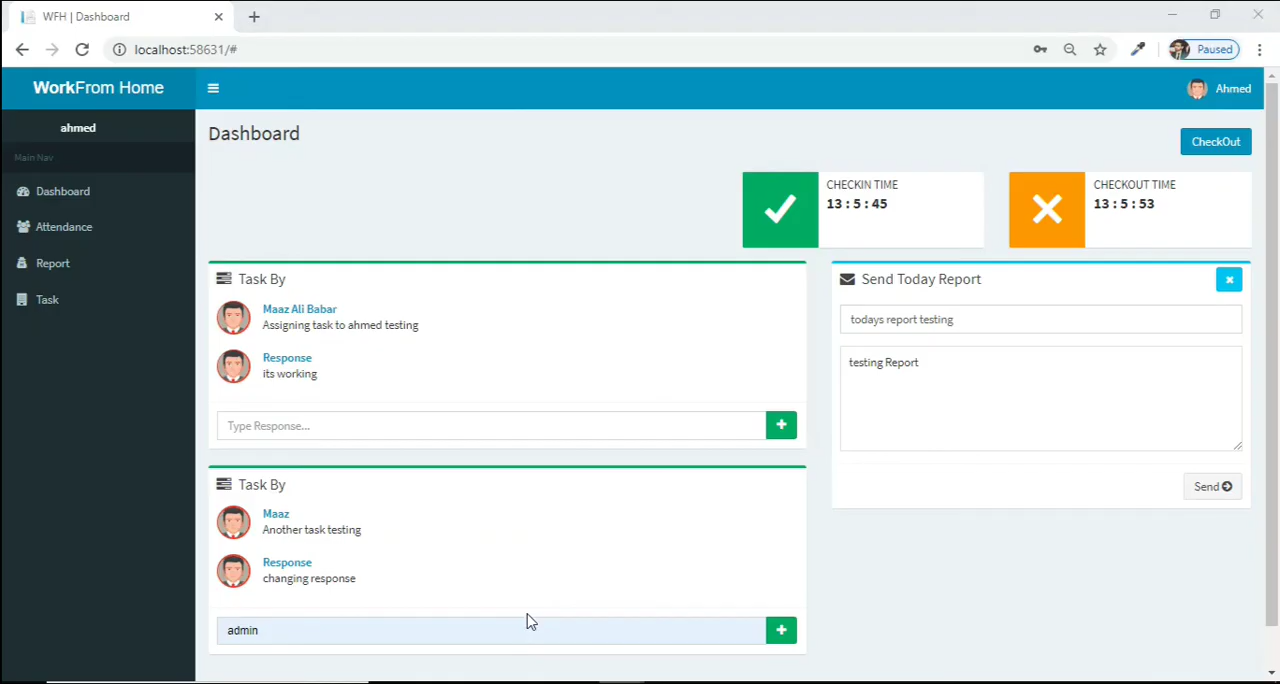 WFH | Dashboard
localhost:58631/#
Paused
WorkFrom Home
Ahmed
ahmed
Main Nav
Dashboard
Attendance
Report
Task
Dashboard
CheckOut
CHECKIN TIME
13 : 5 : 45
CHECKOUT TIME
13 : 5 : 53
Task By
Maaz Ali Babar
Assigning task to ahmed testing
Response
its working
Type Response...
Task By
Maaz
Another task testing
Response
changing response
admin
Send Today Report
todays report testing
testing Report
Send